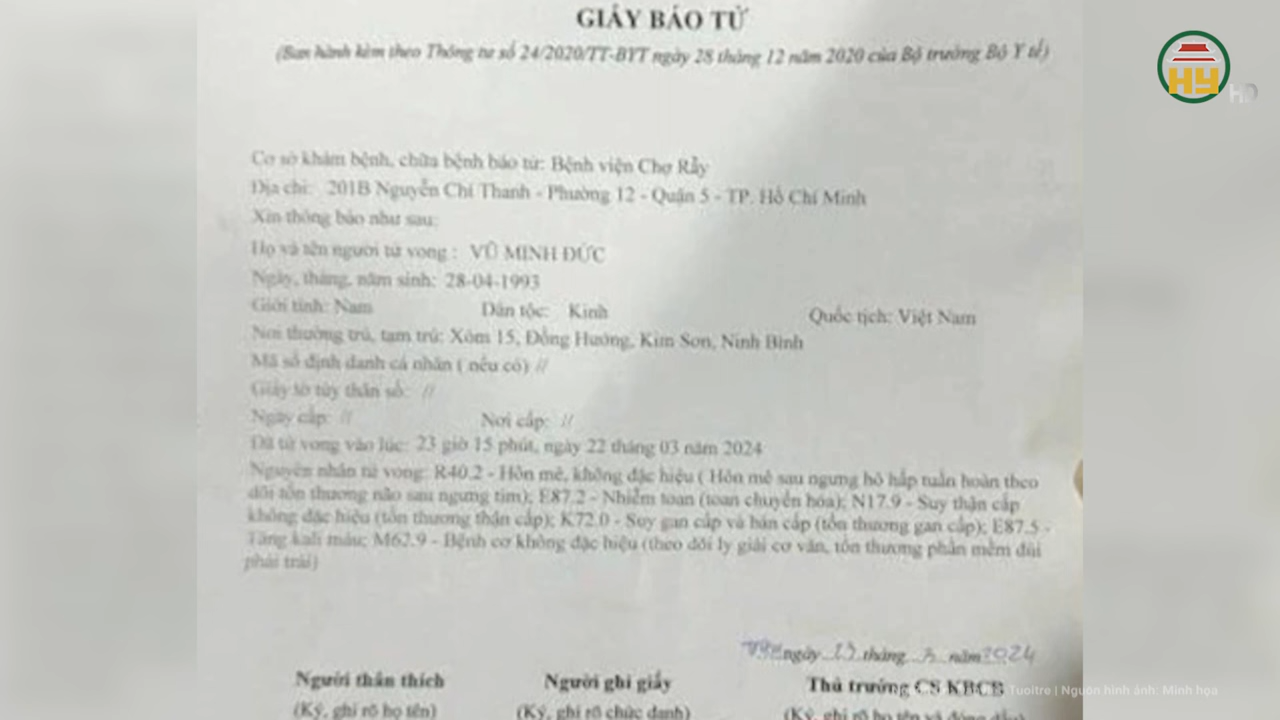 GIẤY BÁO TỬ
HY
HD
(Ban hành kèm theo Thông tư số 24/2020/TT-BYT ngày 28 tháng 12 năm 2020 của Bộ trưởng Bộ Y tế)
Cơ sở khám bệnh, chữa bệnh báo tử: Bệnh viện Chợ Rẫy
Địa chỉ: 201B Nguyễn Chí Thanh - Phường 12 - Quận 5 - TP. Hồ Chí Minh
Xin thông báo như sau:
Họ và tên người tử vong : VŨ MINH ĐỨC
Ngày, tháng, năm sinh: 28-04-1993
Giới tính: Nam Dân tộc: Kinh Quốc tịch: Việt Nam
Nơi thường trú, tạm trú: Xóm 15, Đồng Hướng, Kim Sơn, Ninh Bình
Mã số định danh cá nhân ( nếu có) //
Giấy tờ tùy thân số: //
Ngày cấp: // Nơi cấp: //
Đã tử vong vào lúc: 23 giờ 15 phút, ngày 22 tháng 03 năm 2024
Nguyên nhân tử vong: R40.2 - Hôn mê, không đặc hiệu ( Hôn mê sau ngưng hô hấp tuần hoàn theo
dõi tổn thương não sau ngưng tim); E87.2 - Nhiễm toan (toan chuyển hóa); N17.9 - Suy thận cấp
không đặc hiệu (tổn thương thận cấp); K72.0 - Suy gan cấp và bán cấp (tổn thương gan cấp); E87.5 -
Tăng kali máu; M62.9 - Bệnh cơ không đặc hiệu (theo dõi ly giải cơ vân, tổn thương phần mềm đùi
phải trái)
ngày 23 tháng 3 năm 2024
Người thân thích Người ghi giấy Thủ trưởng CS KBCB
Tuoitre | Nguồn hình ảnh: Minh họa
(Ký, ghi rõ họ tên) (Ký, ghi rõ chức danh) (Ký, ghi rõ họ tên và đóng dấu)